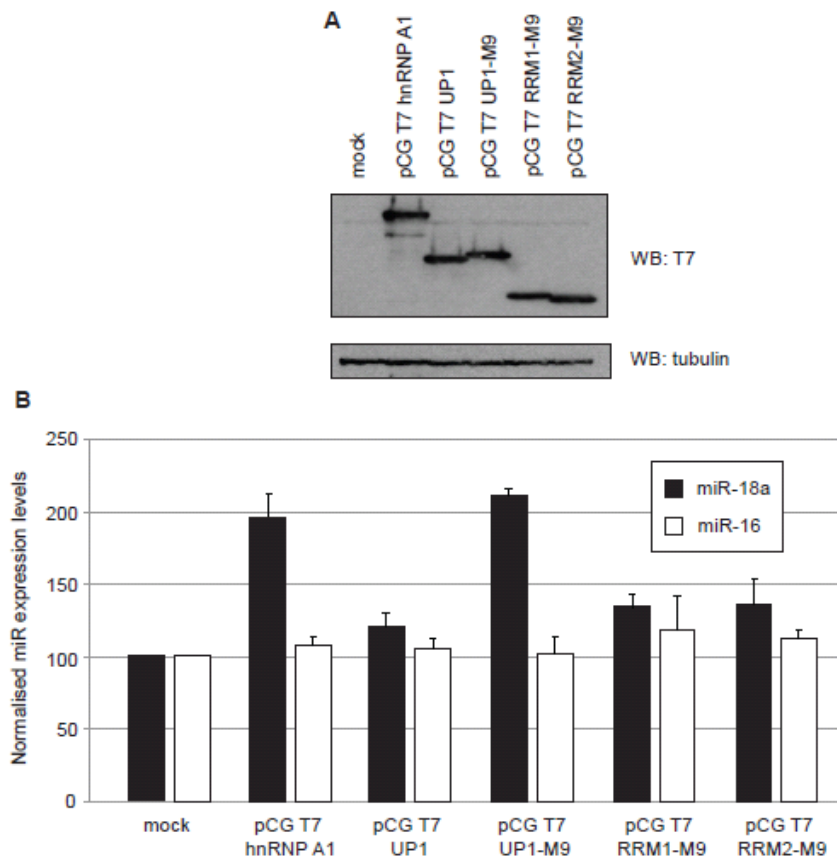 A
mock
pCG T7 hnRNP A1
pCG T7 UP1
pCG T7 UP1-M9
pCG T7 RRM1-M9
pCG T7 RRM2-M9
WB: T7
WB: tubulin
B
Normalised miR expression levels
250
200
150
100
50
0
miR-18a
miR-16
mock
pCG T7
hnRNP A1
pCG T7
UP1
pCG T7
UP1-M9
pCG T7
RRM1-M9
pCG T7
RRM2-M9